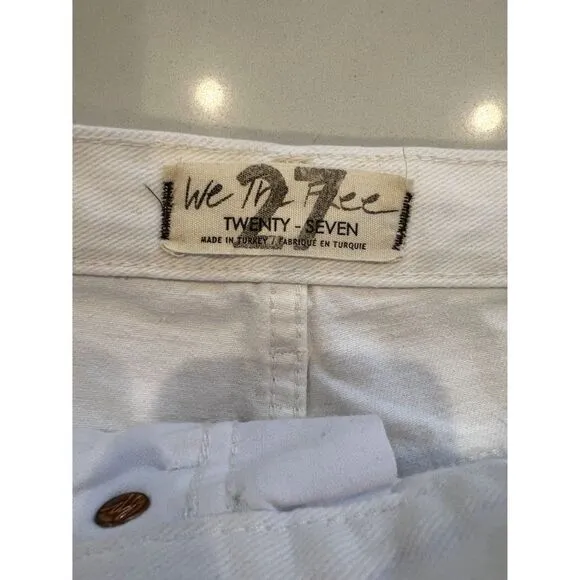 We The Free
27
TWENTY - SEVEN
MADE IN TURKEY / FABRIQUÉ EN TURQUIE